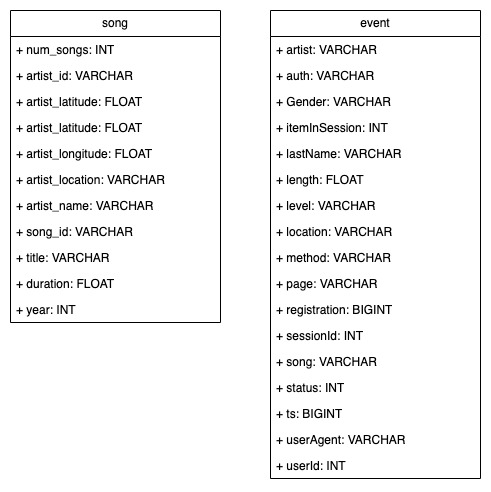 song
+ num_songs: INT
+ artist_id: VARCHAR
+ artist_latitude: FLOAT
+ artist_latitude: FLOAT
+ artist_longitude: FLOAT
+ artist_location: VARCHAR
+ artist_name: VARCHAR
+ song_id: VARCHAR
+ title: VARCHAR
+ duration: FLOAT
+ year: INT
event
+ artist: VARCHAR
+ auth: VARCHAR
+ Gender: VARCHAR
+ itemInSession: INT
+ lastName: VARCHAR
+ length: FLOAT
+ level: VARCHAR
+ location: VARCHAR
+ method: VARCHAR
+ page: VARCHAR
+ registration: BIGINT
+ sessionId: INT
+ song: VARCHAR
+ status: INT
+ ts: BIGINT
+ userAgent: VARCHAR
+ userId: INT